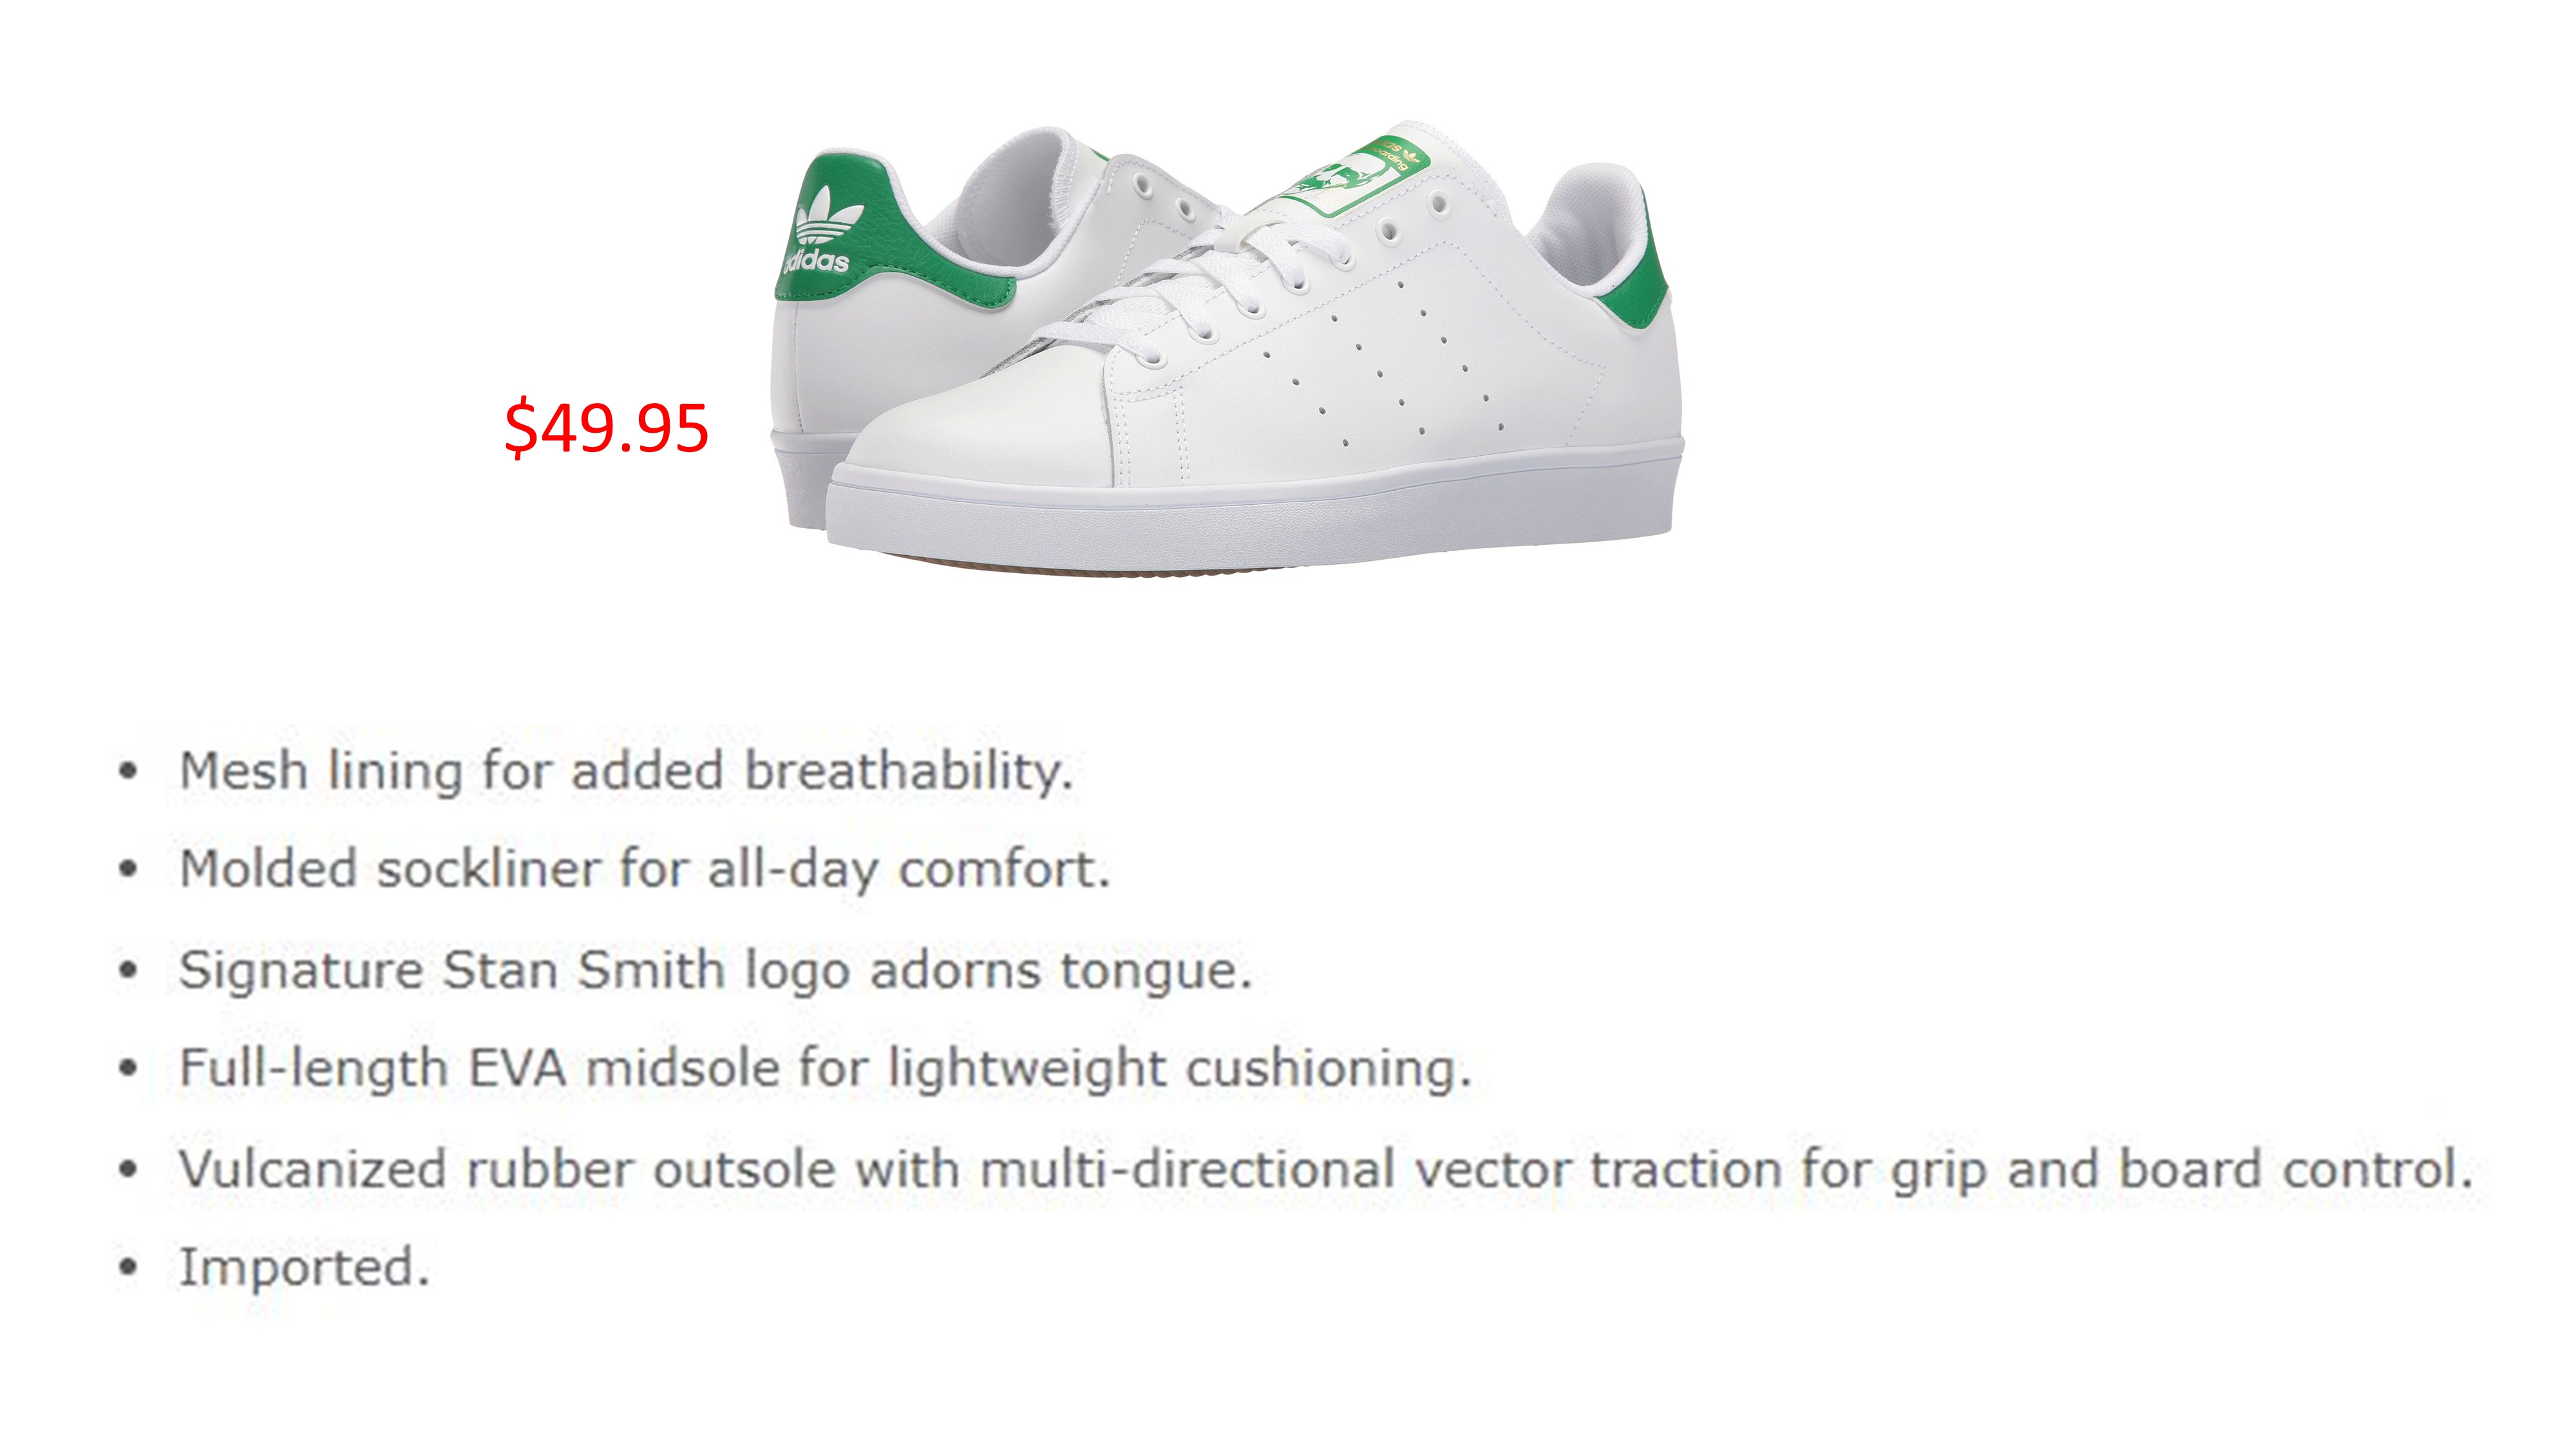 adidas
$49.95
• Mesh lining for added breathability.
• Molded sockliner for all-day comfort.
• Signature Stan Smith logo adorns tongue.
• Full-length EVA midsole for lightweight cushioning.
• Vulcanized rubber outsole with multi-directional vector traction for grip and board control.
• Imported.